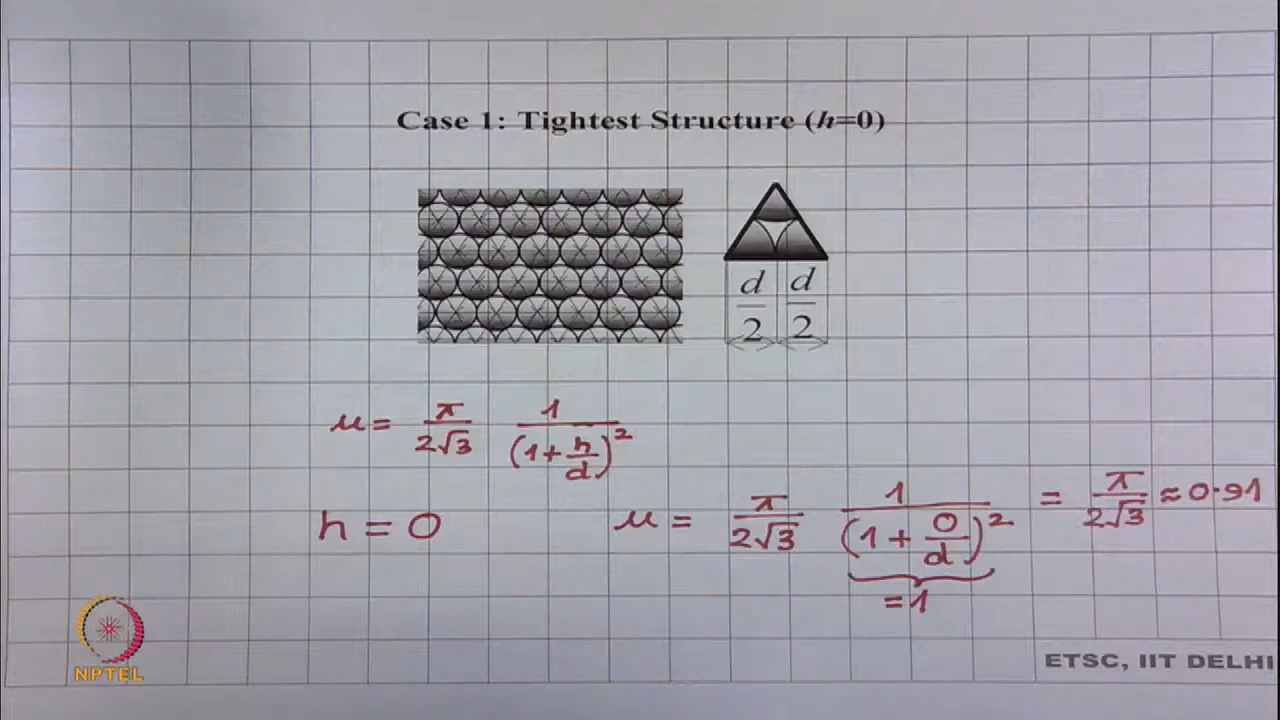 Case 1: Tightest Structure (h=0)
d/2 d/2
μ = π/2√3 1/(1+h/d)²
h = 0 μ = π/2√3 1/(1+0/d)² = π/2√3 ≈ 0.91
=1
NPTEL
ETSC, IIT DELHI